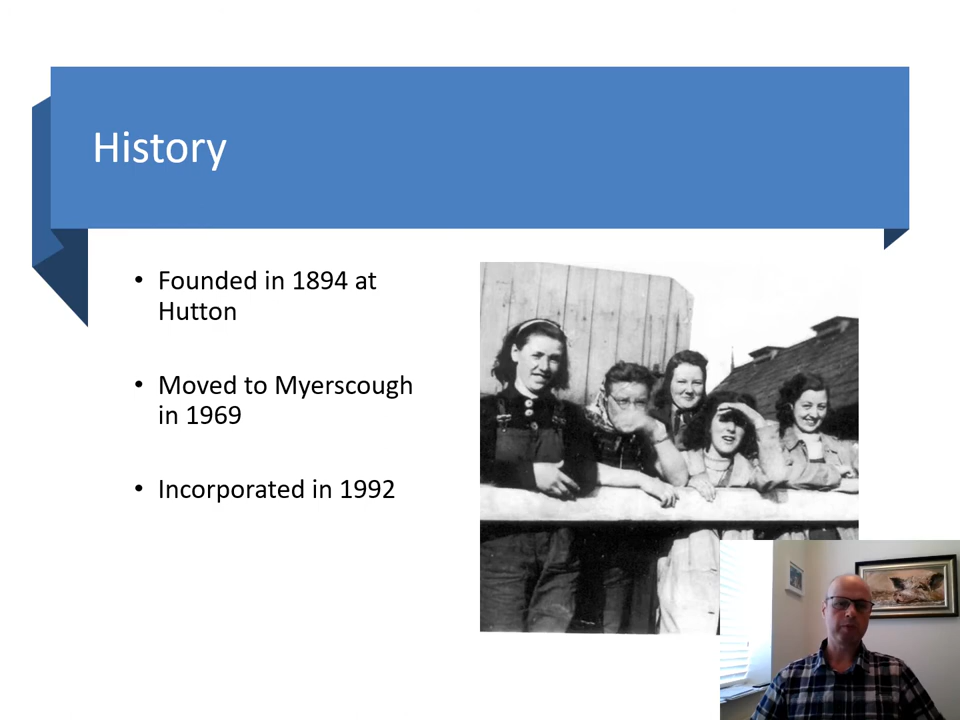 History
• Founded in 1894 at
Hutton
• Moved to Myerscough
in 1969
• Incorporated in 1992